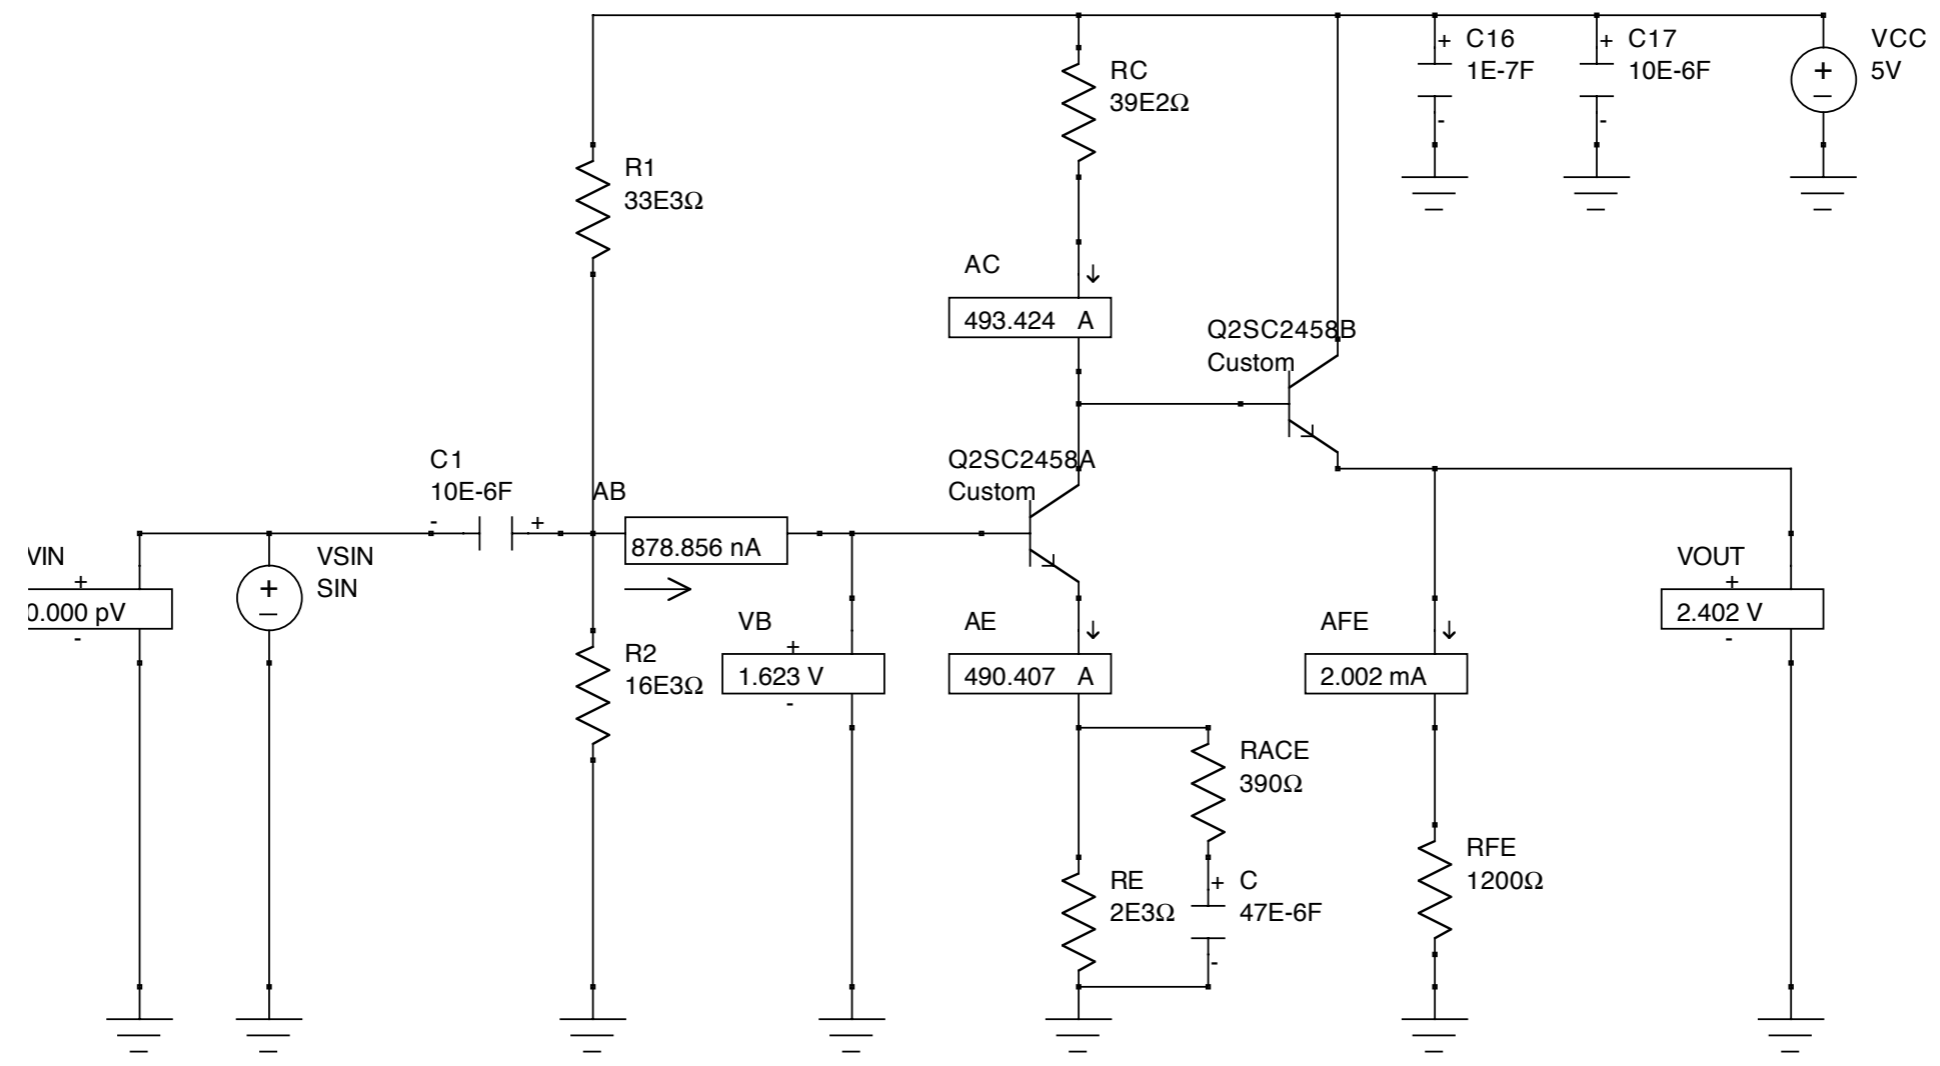 C16
1E-7F
C17
10E-6F
VCC
5V
+
-
+
-
+
RC
39E2Ω
R1
33E3Ω
AC
493.424 A
Q2SC2458B
Custom
C1
10E-6F
-
+
AB
878.856 nA
Q2SC2458A
Custom
VIN
+
0.000 pV
-
VSIN
SIN
+
VOUT
+
2.402 V
-
R2
16E3Ω
VB
+
1.623 V
-
AE
490.407 A
AFE
2.002 mA
RACE
390Ω
RE
2E3Ω
+
C
47E-6F
-
RFE
1200Ω